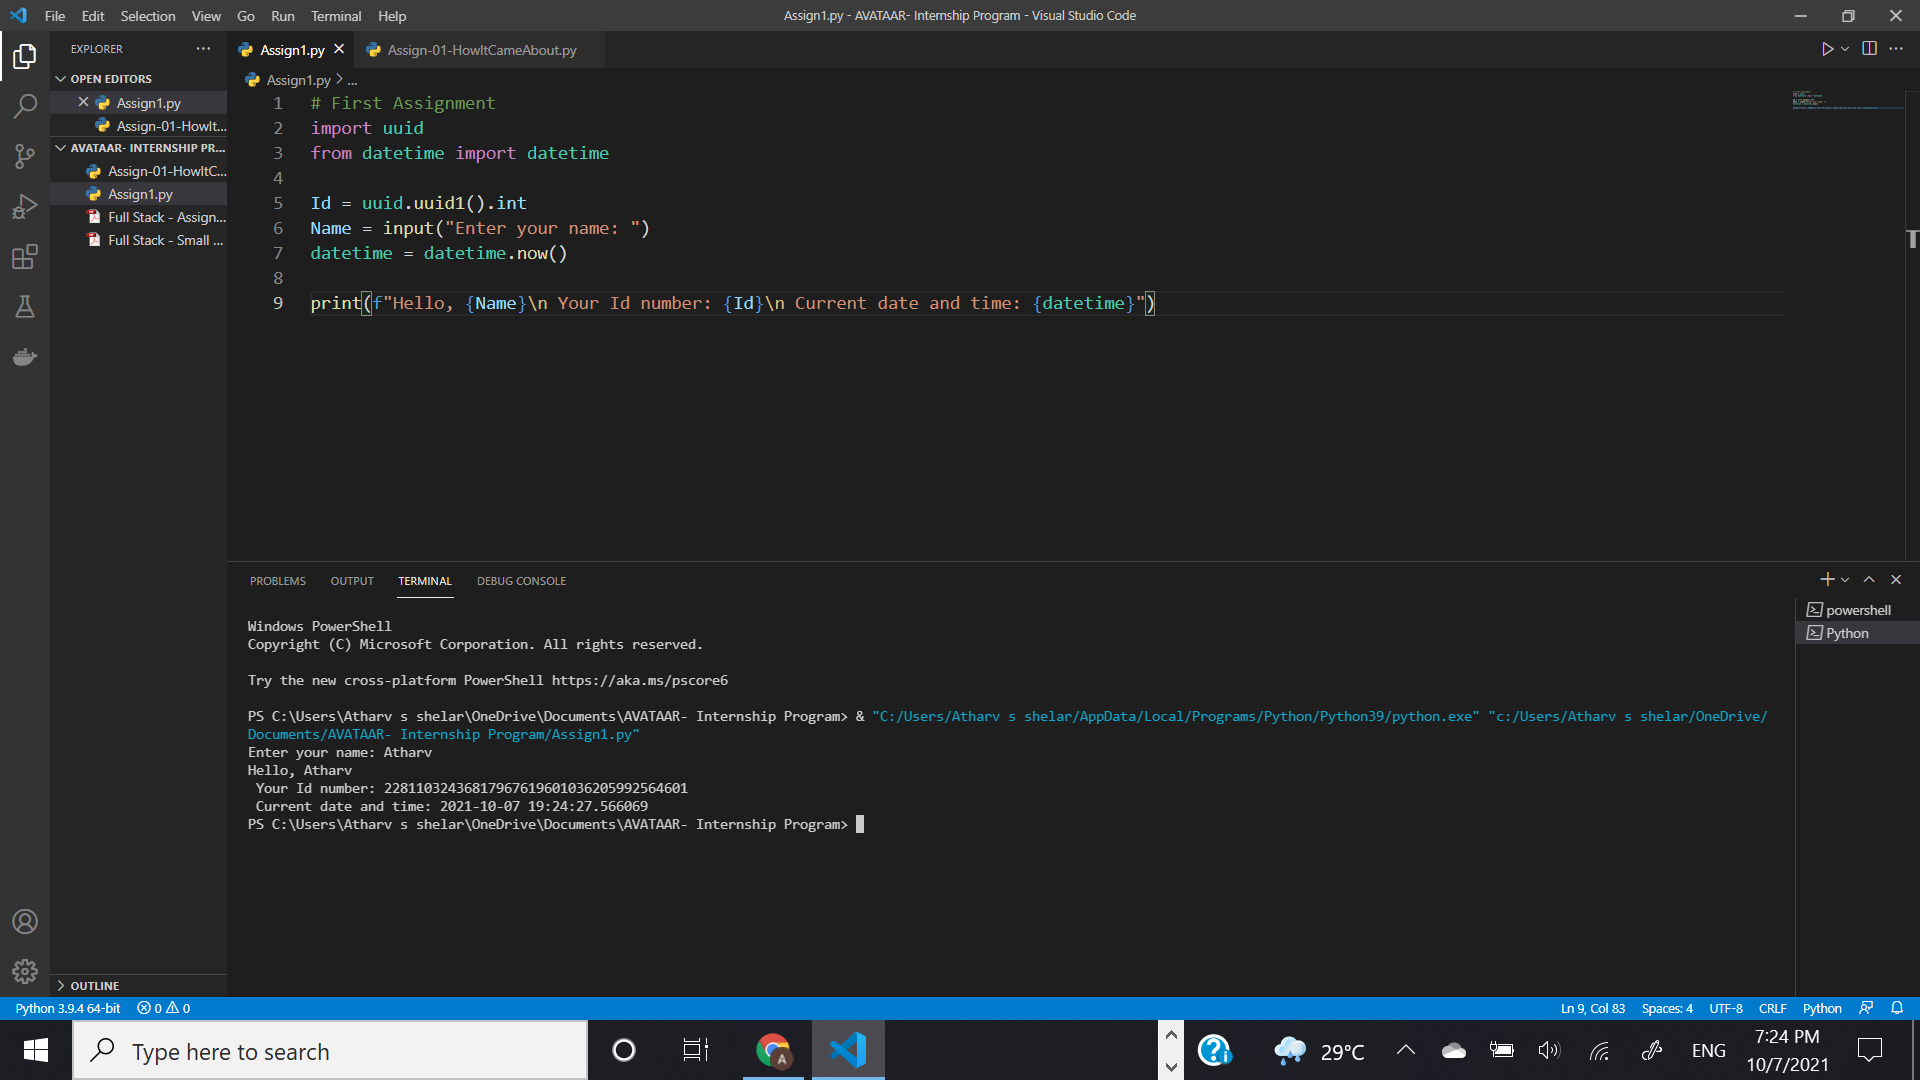 File Edit Selection View Go Run Terminal Help
Assign1.py - AVATAAR- Internship Program - Visual Studio Code
EXPLORER
OPEN EDITORS
Assign1.py
Assign-01-HowIt...
AVATAAR- INTERNSHIP PR...
Assign-01-HowItC...
Assign1.py
Full Stack - Assign...
Full Stack - Small ...
OUTLINE
Assign1.py Assign-01-HowItCameAbout.py
Assign1.py > ...
1 # First Assignment
2 import uuid
3 from datetime import datetime
4
5 Id = uuid.uuid1().int
6 Name = input("Enter your name: ")
7 datetime = datetime.now()
8
9 print(f"Hello, {Name}\n Your Id number: {Id}\n Current date and time: {datetime}")
PROBLEMS OUTPUT TERMINAL DEBUG CONSOLE
Windows PowerShell
Copyright (C) Microsoft Corporation. All rights reserved.
Try the new cross-platform PowerShell https://aka.ms/pscore6
PS C:\Users\Atharv s shelar\OneDrive\Documents\AVATAAR- Internship Program> & "C:/Users/Atharv s shelar/AppData/Local/Programs/Python/Python39/python.exe" "c:/Users/Atharv s shelar/OneDrive/
Documents/AVATAAR- Internship Program/Assign1.py"
Enter your name: Atharv
Hello, Atharv
Your Id number: 22811032436817967619601036205992564601
Current date and time: 2021-10-07 19:24:27.566069
PS C:\Users\Atharv s shelar\OneDrive\Documents\AVATAAR- Internship Program>
powershell
Python
Python 3.9.4 64-bit 0 0
Ln 9, Col 83 Spaces: 4 UTF-8 CRLF Python
Type here to search
A
29°C
ENG
7:24 PM
10/7/2021